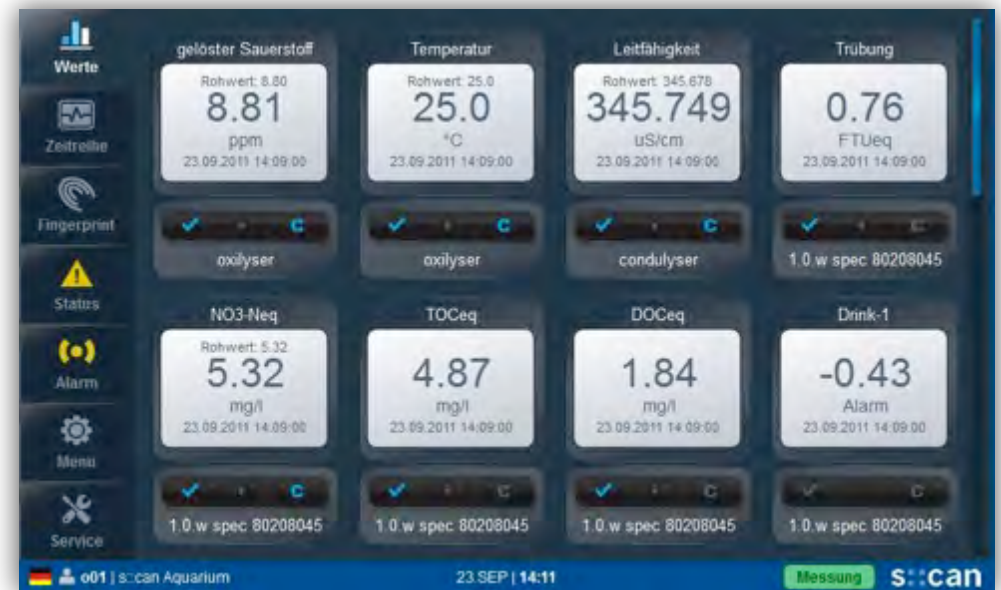 Werte
Zeitreihe
Fingerprint
Status
Alarm
Menü
Service
gelöster Sauerstoff
Rohwert: 8.80
8.81
ppm
23.09.2011 14:09:00
✓ C
oxilyser
Temperatur
Rohwert: 25.0
25.0
°C
23.09.2011 14:09:00
✓ C
oxilyser
Leitfähigkeit
Rohwert: 345.678
345.749
uS/cm
23.09.2011 14:09:00
✓ C
condulyser
Trübung
0.76
FTUeq
23.09.2011 14:09:00
✓ C
1.0.w spec 80208045
NO3-Neq
Rohwert: 5.32
5.32
mg/l
23.09.2011 14:09:00
✓ C
1.0.w spec 80208045
TOCeq
4.87
mg/l
23.09.2011 14:09:00
✓ C
1.0.w spec 80208045
DOCeq
1.84
mg/l
23.09.2011 14:09:00
✓ C
1.0.w spec 80208045
Drink-1
-0.43
Alarm
23.09.2011 14:09:00
✓ C
1.0.w spec 80208045
o01 | s::can Aquarium
23.SEP | 14:11
Messung
s::can